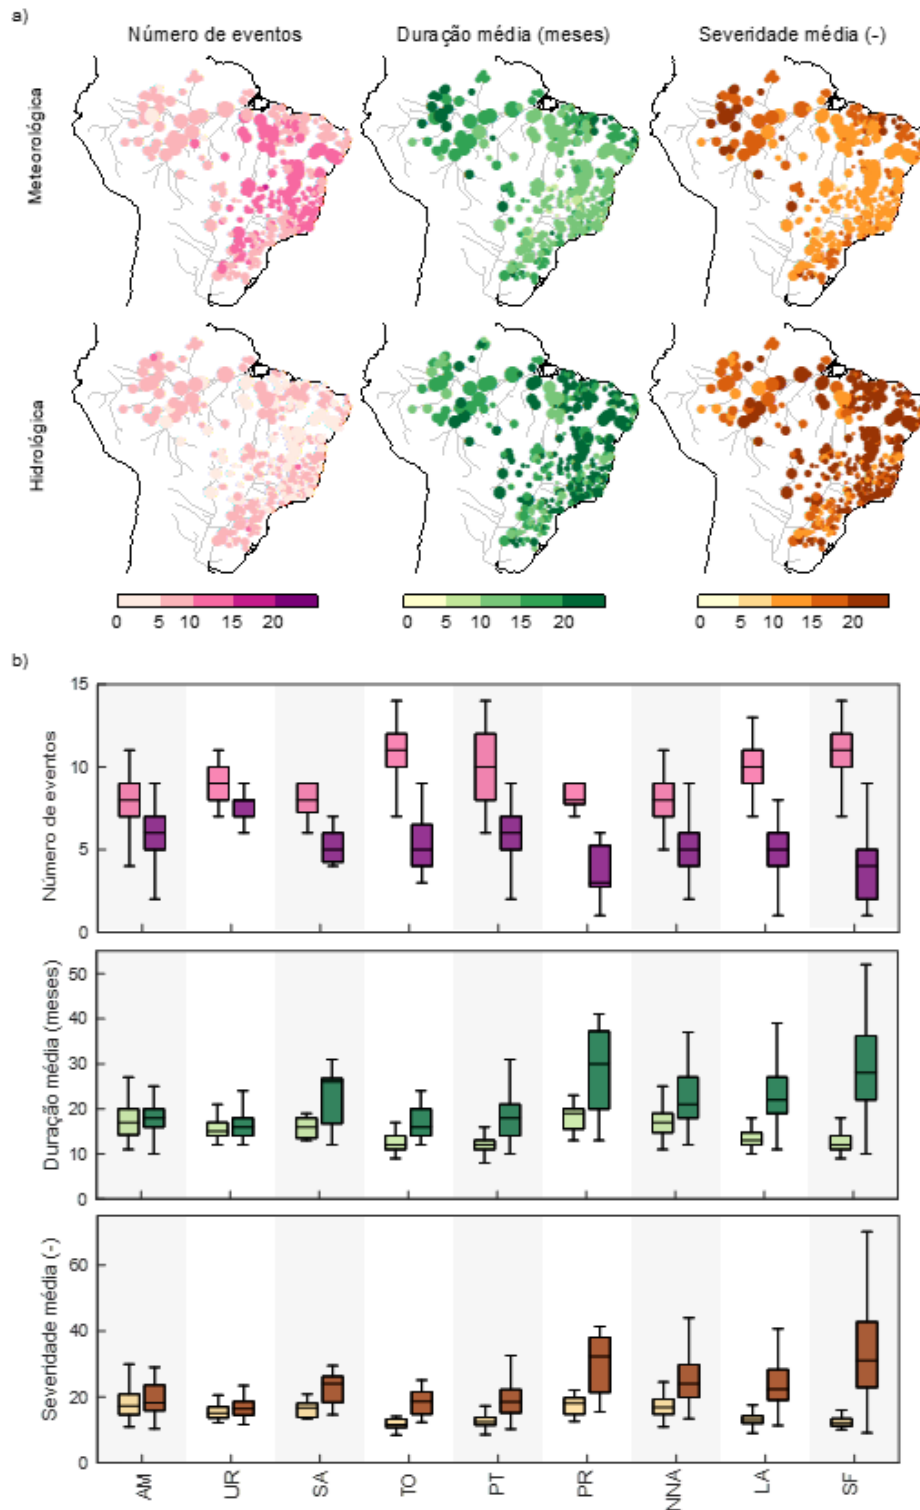 a)
Número de eventos Duração média (meses) Severidade média (-)
Meteorológica
Hidrológica
0 5 10 15 20 0 5 10 15 20 0 5 10 15 20
b)
Número de eventos
15
10
5
0
Duração média (meses)
50
40
30
20
10
0
Severidade média (-)
60
40
20
0
AM UR SA TO PT PR NNA LA SF